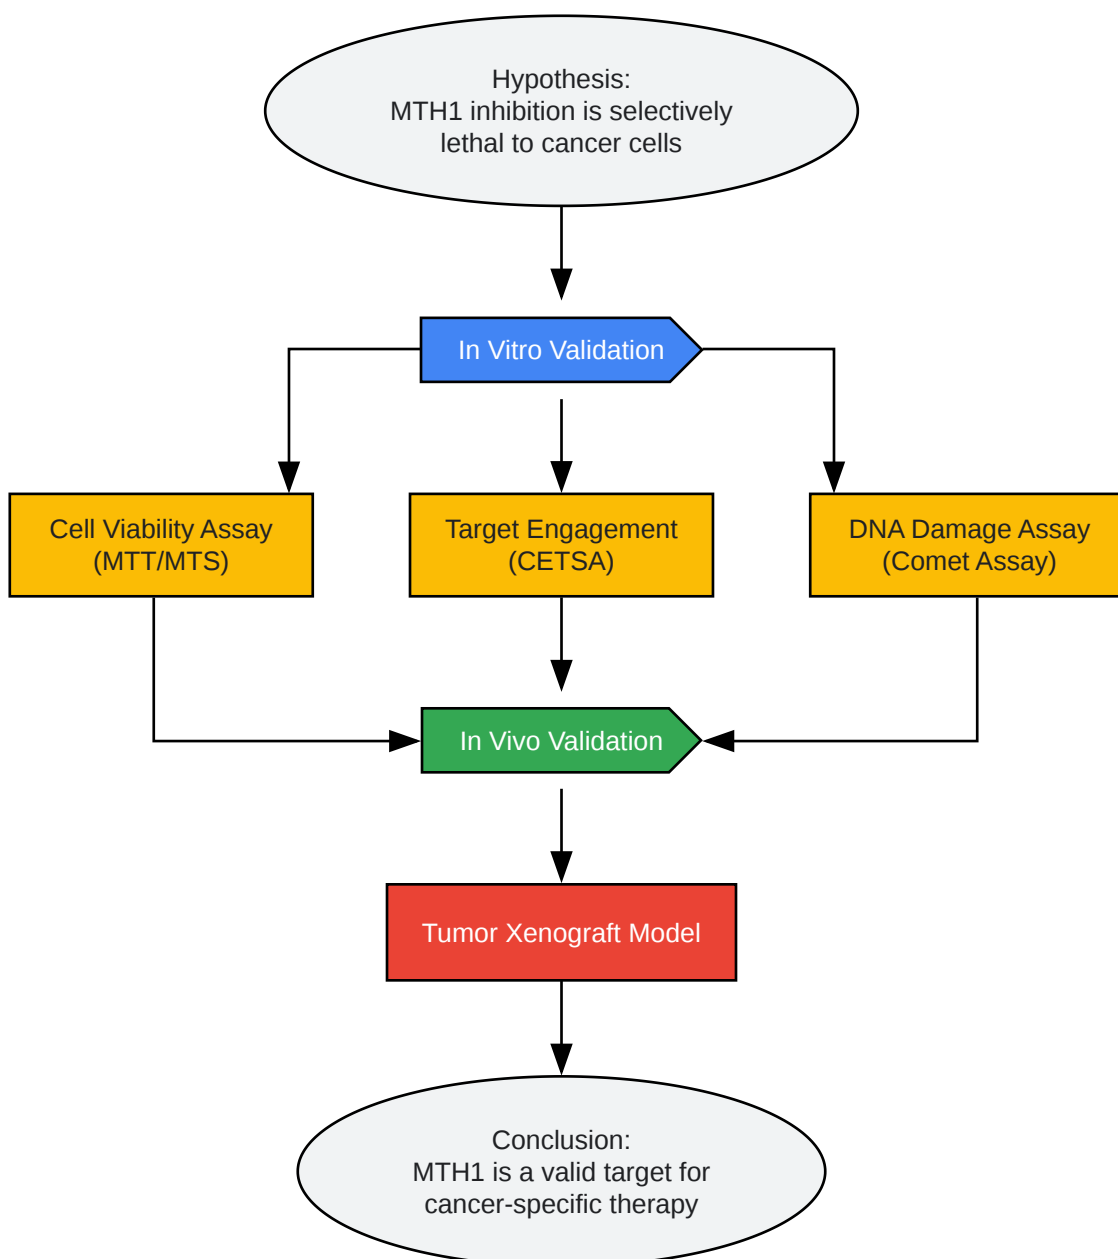 Hypothesis:
MTH1 inhibition is selectively
lethal to cancer cells
In Vitro Validation
Cell Viability Assay
(MTT/MTS)
Target Engagement
(CETSA)
DNA Damage Assay
(Comet Assay)
In Vivo Validation
Tumor Xenograft Model
Conclusion:
MTH1 is a valid target for
cancer-specific therapy